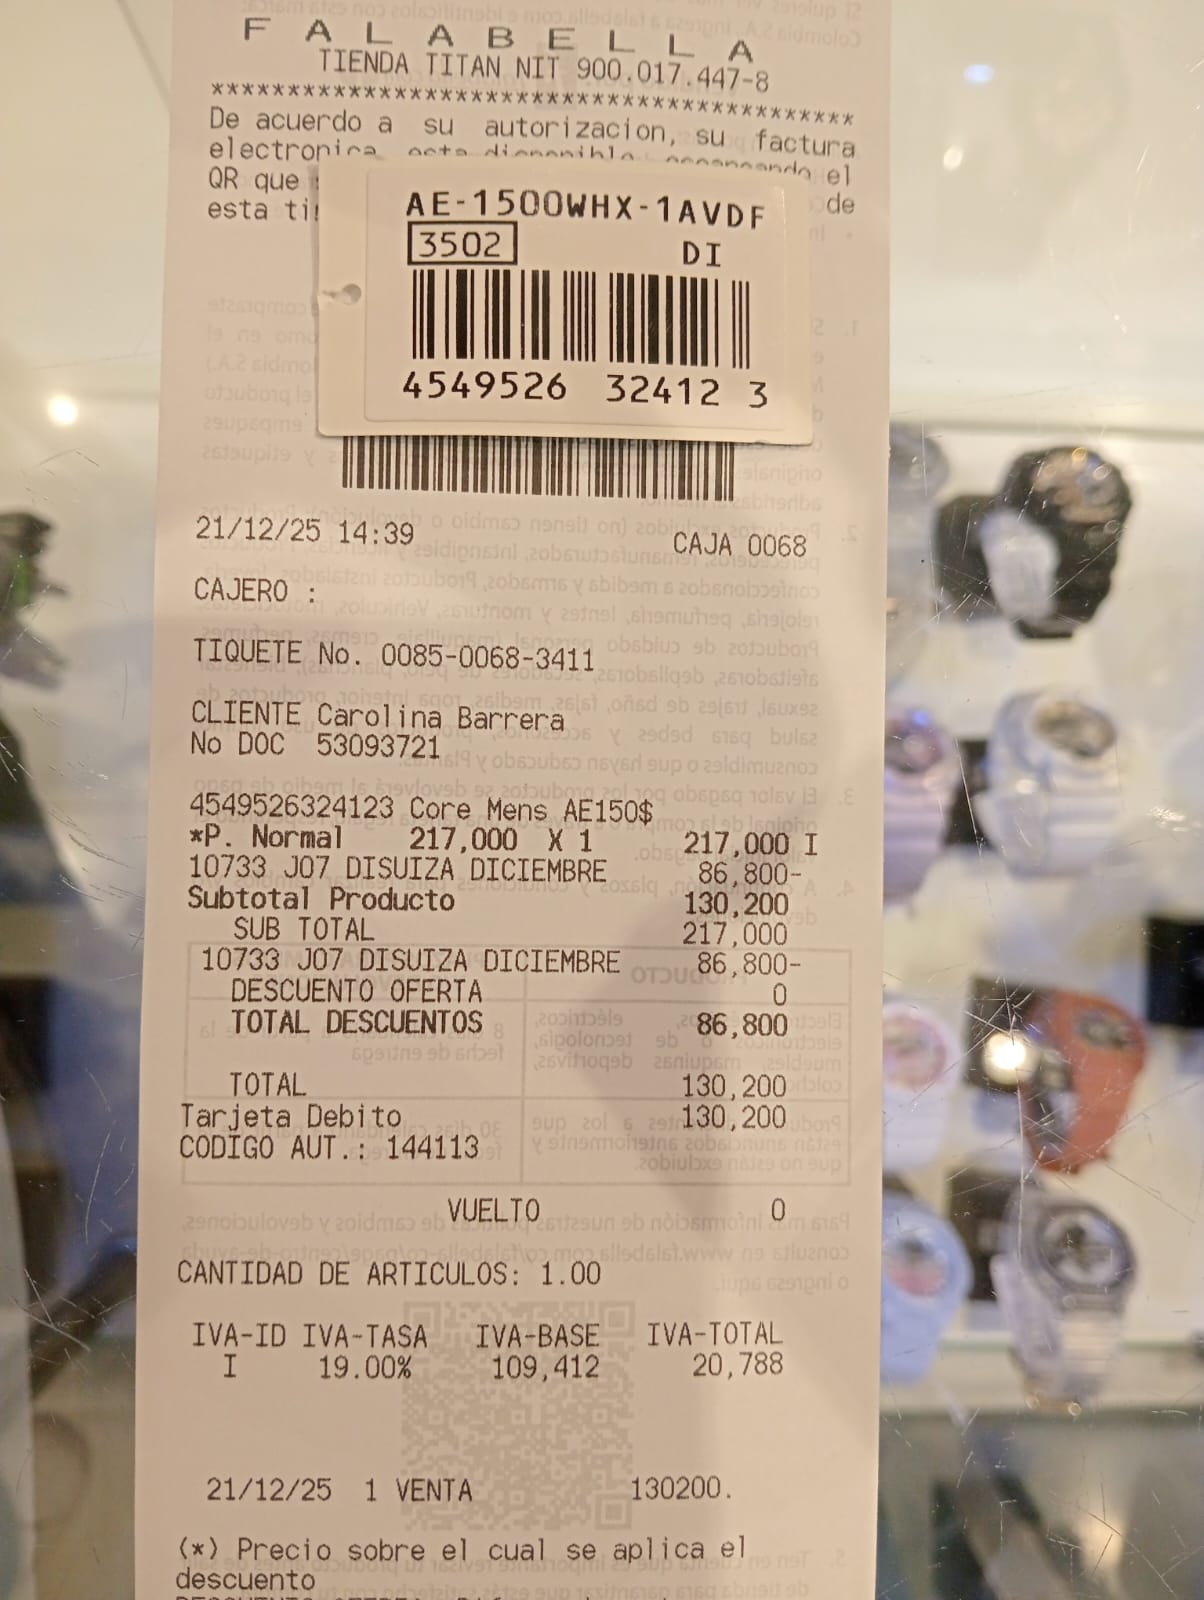 F A L A B E L L A
TIENDA TITAN NIT 900.017.447-8
******************************************
De acuerdo a su autorizacion, su factura
electronica esta disponible el
QR que de
esta
AE-1500WHX-1AVDF
3502 DI
4549526 32412 3
21/12/25 14:39 CAJA 0068
CAJERO :
TIQUETE No. 0085-0068-3411
CLIENTE Carolina Barrera
No DOC 53093721
4549526324123 Core Mens AE150$
*P. Normal 217,000 X 1 217,000 I
10733 J07 DISUIZA DICIEMBRE 86,800-
Subtotal Producto 130,200
SUB TOTAL 217,000
10733 J07 DISUIZA DICIEMBRE 86,800-
DESCUENTO OFERTA 0
TOTAL DESCUENTOS 86,800
TOTAL 130,200
Tarjeta Debito 130,200
CODIGO AUT.: 144113
VUELTO 0
CANTIDAD DE ARTICULOS: 1.00
IVA-ID IVA-TASA IVA-BASE IVA-TOTAL
I 19.00% 109,412 20,788
21/12/25 1 VENTA 130200.
(*) Precio sobre el cual se aplica el
descuento